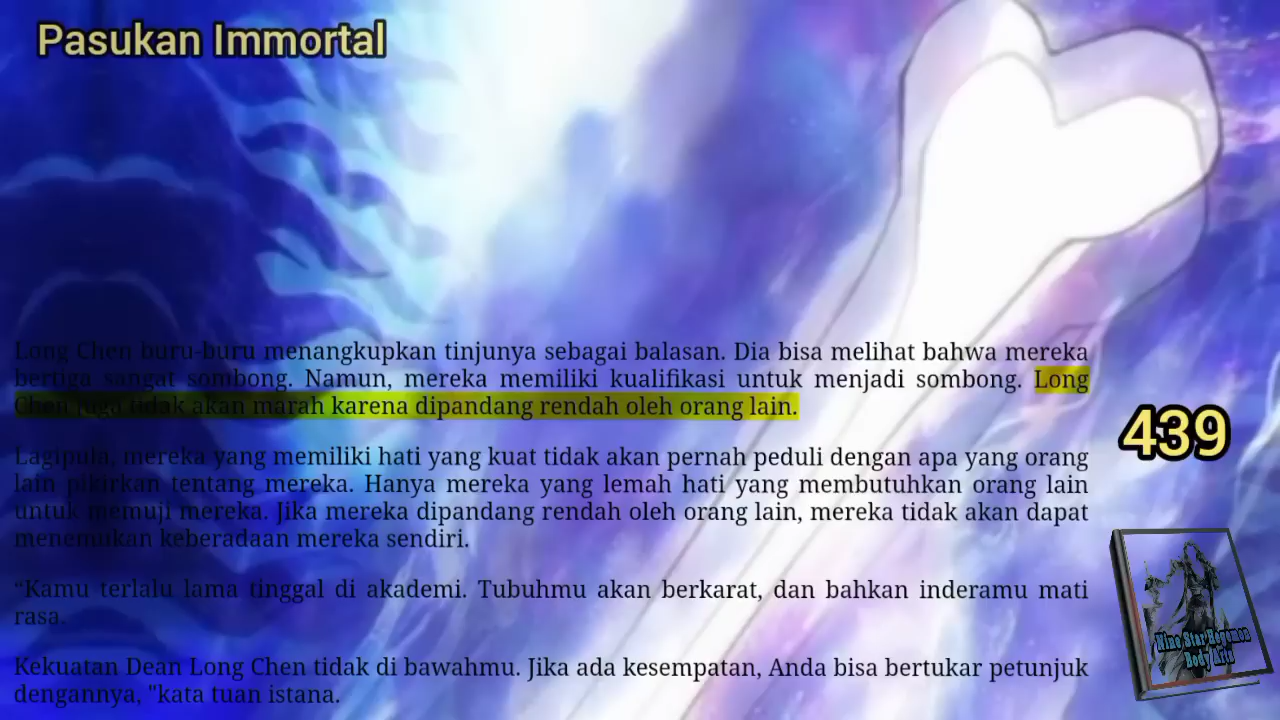 Pasukan Immortal
Long Chen buru-buru menangkupkan tinjunya sebagai balasan. Dia bisa melihat bahwa mereka
bertiga sangat sombong. Namun, mereka memiliki kualifikasi untuk menjadi sombong. Long
Chen juga tidak akan marah karena dipandang rendah oleh orang lain.
Lagipula, mereka yang memiliki hati yang kuat tidak akan pernah peduli dengan apa yang orang
lain pikirkan tentang mereka. Hanya mereka yang lemah hati yang membutuhkan orang lain
untuk memuji mereka. Jika mereka dipandang rendah oleh orang lain, mereka tidak akan dapat
menemukan keberadaan mereka sendiri.
“Kamu terlalu lama tinggal di akademi. Tubuhmu akan berkarat, dan bahkan inderamu mati
rasa.
Kekuatan Dean Long Chen tidak di bawahmu. Jika ada kesempatan, Anda bisa bertukar petunjuk
dengannya, "kata tuan istana.
439
Nine Star Hegemon
Body Arts